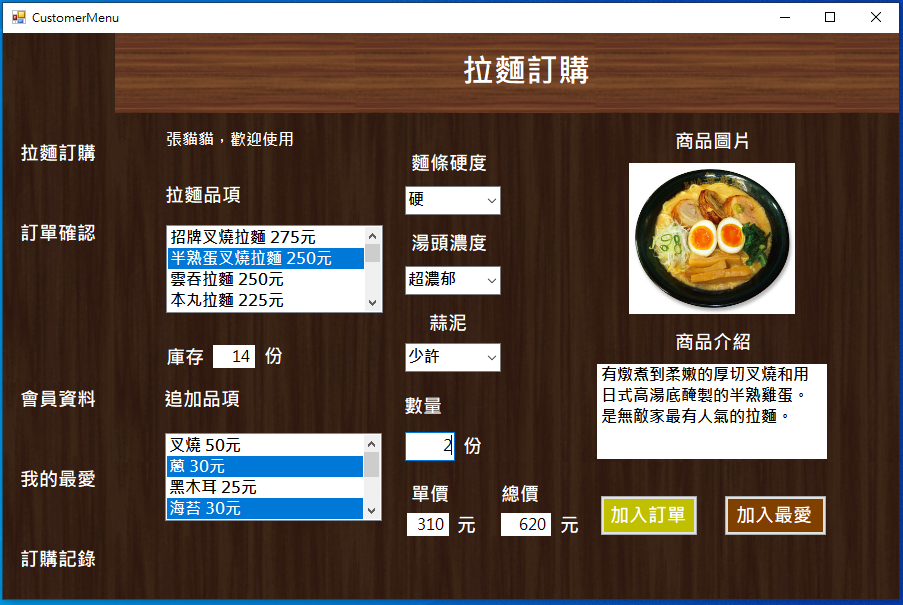 CustomerMenu
拉麵訂購
拉麵訂購
訂單確認
會員資料
我的最愛
訂購記錄
張貓貓，歡迎使用
拉麵品項
招牌叉燒拉麵 275元
半熟蛋叉燒拉麵 250元
雲吞拉麵 250元
本丸拉麵 225元
庫存 14 份
追加品項
叉燒 50元
蔥 30元
黑木耳 25元
海苔 30元
麵條硬度
硬
湯頭濃度
超濃郁
蒜泥
少許
數量
2 份
單價 總價
310 元 620 元
商品圖片
商品介紹
有燉煮到柔嫩的厚切叉燒和用
日式高湯底醃製的半熟雞蛋。
是無敵家最有人氣的拉麵。
加入訂單 加入最愛